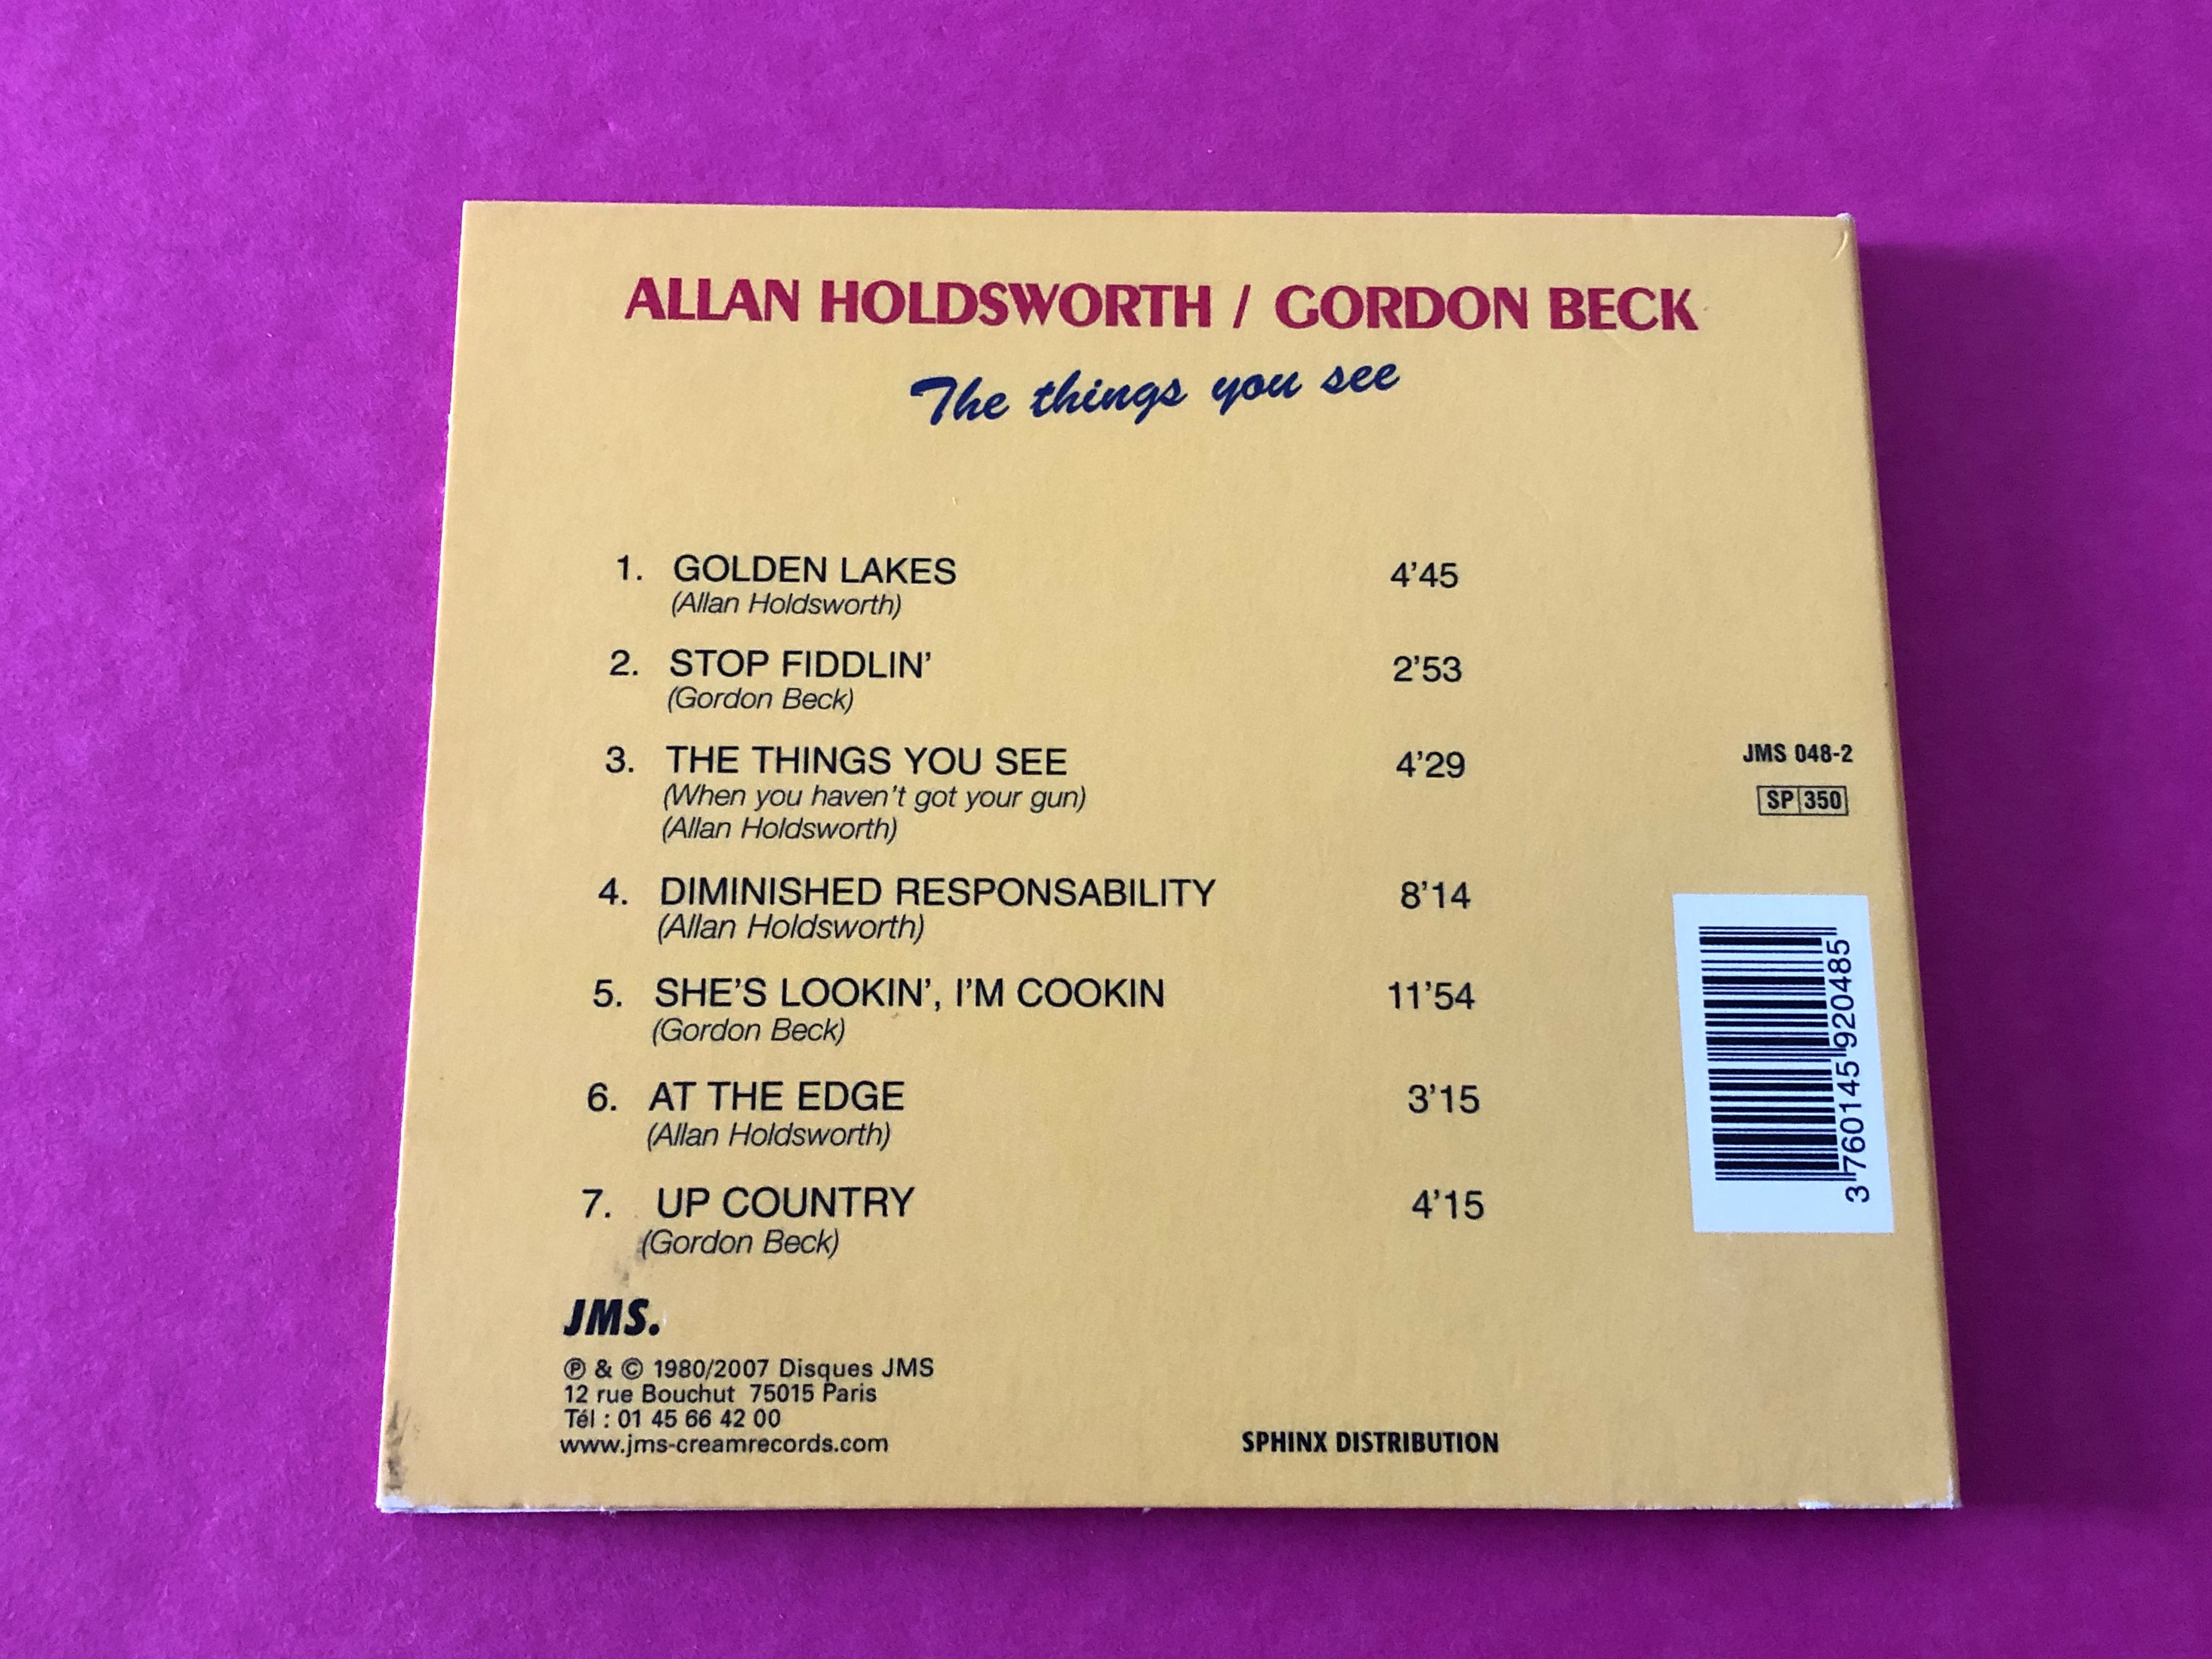 ALLAN HOLDSWORTH / GORDON BECK
The things you see
1. GOLDEN LAKES 4'45
(Allan Holdsworth)
2. STOP FIDDLIN' 2'53
(Gordon Beck)
3. THE THINGS YOU SEE 4'29
(When you haven't got your gun)
(Allan Holdsworth)
4. DIMINISHED RESPONSABILITY 8'14
(Allan Holdsworth)
5. SHE'S LOOKIN', I'M COOKIN 11'54
(Gordon Beck)
6. AT THE EDGE 3'15
(Allan Holdsworth)
7. UP COUNTRY 4'15
(Gordon Beck)
JMS 048-2
SP 350
3 760145 920485
JMS.
℗ & © 1980/2007 Disques JMS
12 rue Bouchut 75015 Paris
Tél : 01 45 66 42 00
www.jms-creamrecords.com
SPHINX DISTRIBUTION